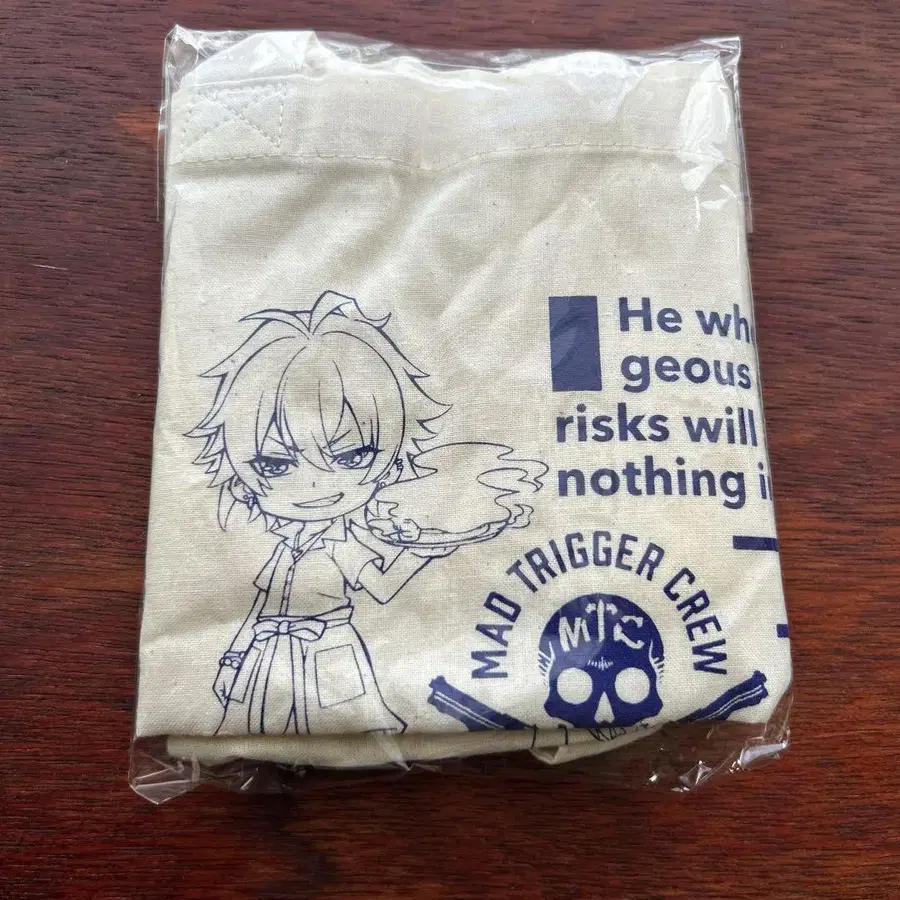 He wh
geous
risks will
nothing i
MAD TRIGGER CREW
MTC